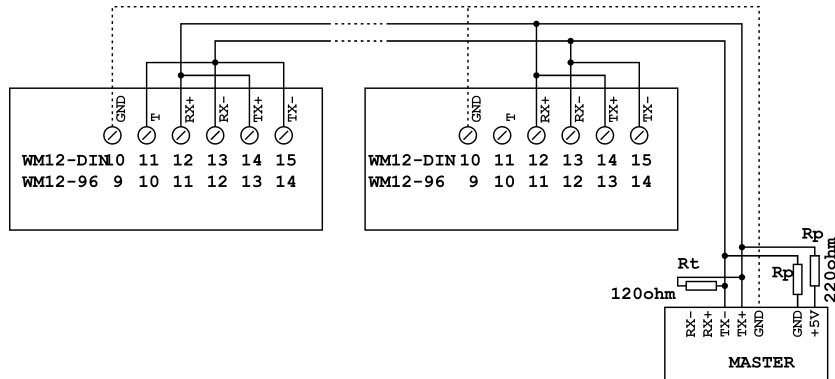 GND T RX+ RX- TX+ TX-
GND T RX+ RX- TX+ TX-
WM12-DIN 10 11 12 13 14 15
WM12-96 9 10 11 12 13 14
WM12-DIN 10 11 12 13 14 15
WM12-96 9 10 11 12 13 14
Rp
Rt
Rp
220ohm
120ohm
RX- RX+ TX- TX+ GND GND +5V
MASTER